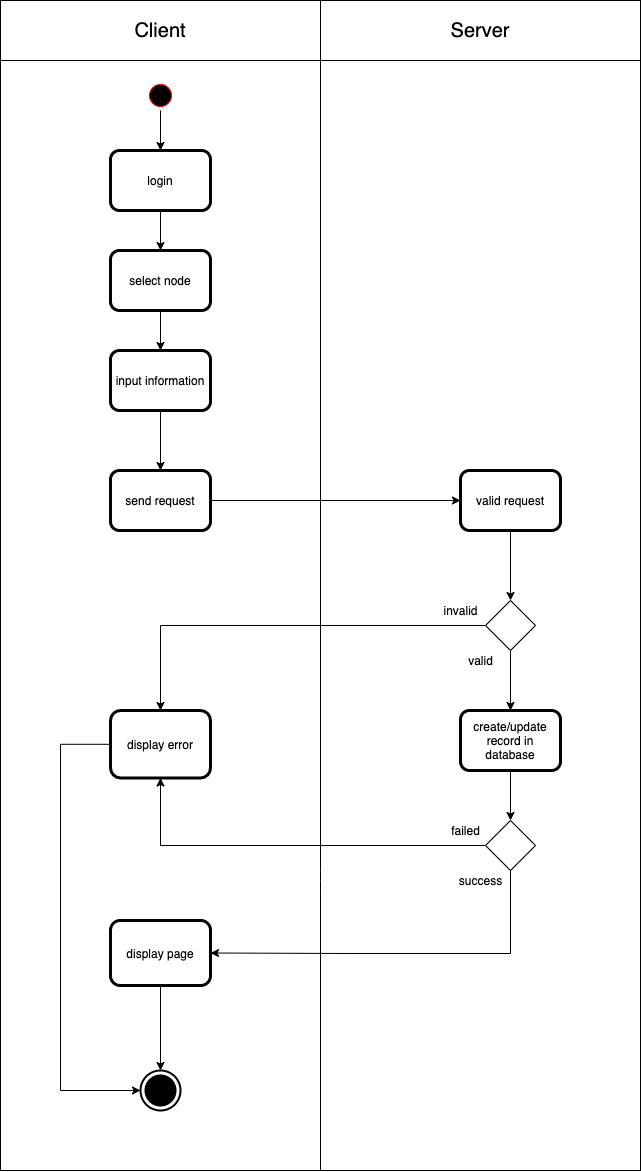 Client
Server
login
select node
input information
send request
valid request
invalid
valid
display error
create/update
record in
database
failed
success
display page